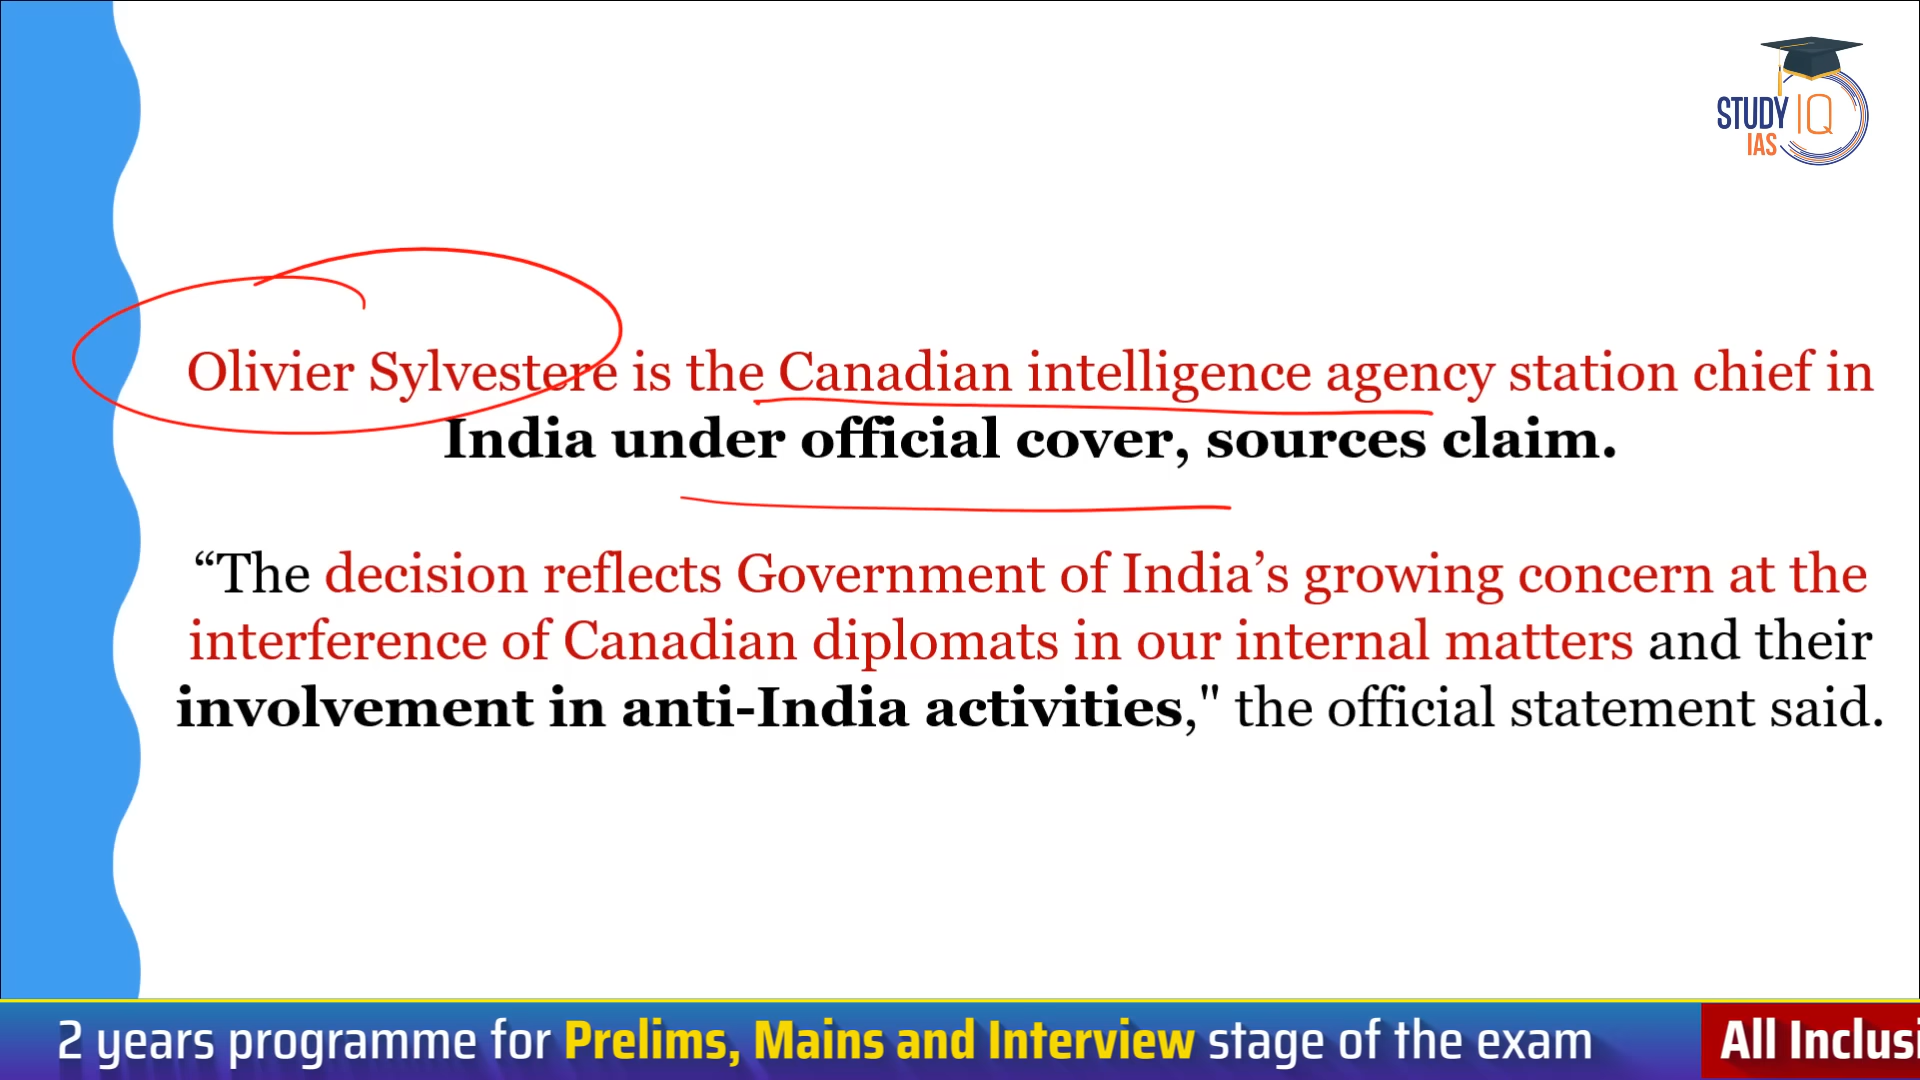 STUDY IQ
IAS
Olivier Sylvestere is the Canadian intelligence agency station chief in
India under official cover, sources claim.
“The decision reflects Government of India’s growing concern at the
interference of Canadian diplomats in our internal matters and their
involvement in anti-India activities," the official statement said.
2 years programme for Prelims, Mains and Interview stage of the exam
All Inclusi